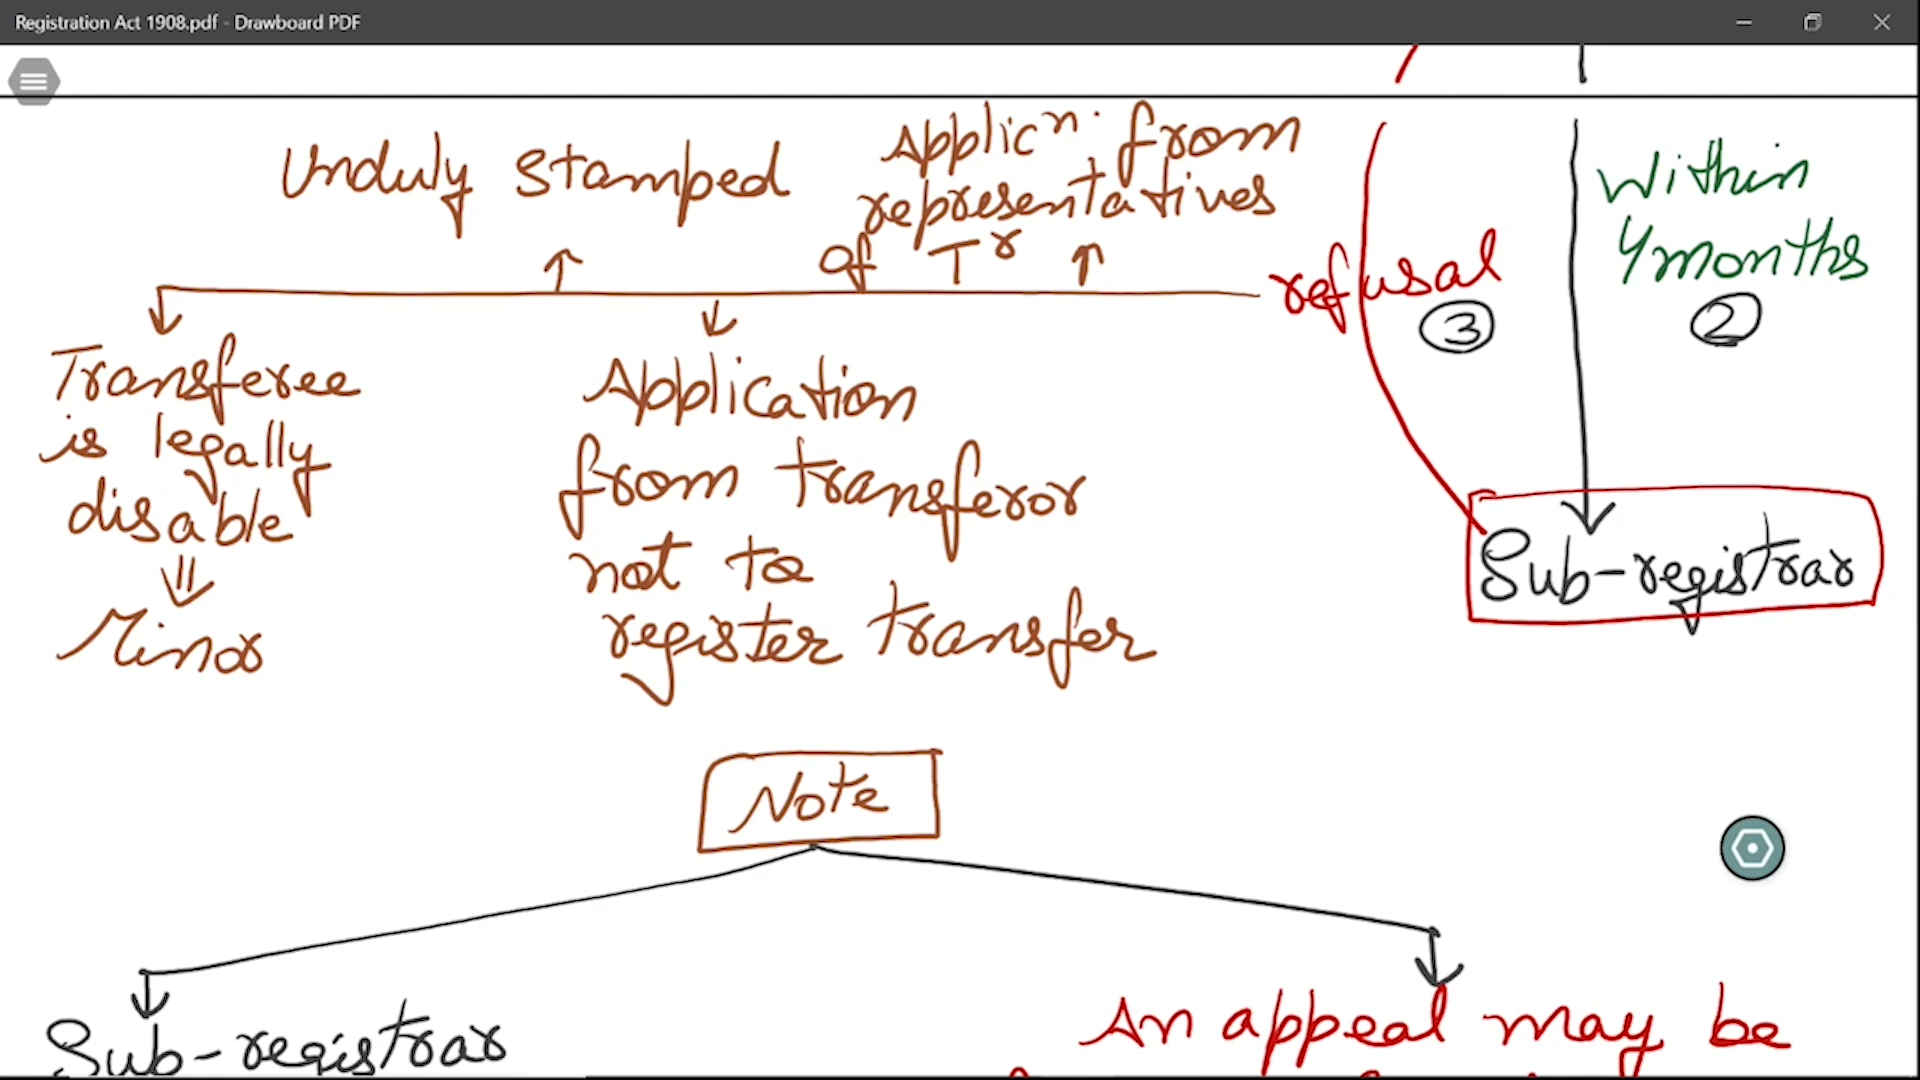 Registration Act 1908.pdf - Drawboard PDF
Unduly Stamped
Applicⁿ. from
representatives
of Tʳ
Within
4 months
②
refusal
③
Transferee
is legally
disable
Minor
Application
from transferor
not to
register transfer
Sub-registrar
Note
Sub-registrar
An appeal may be